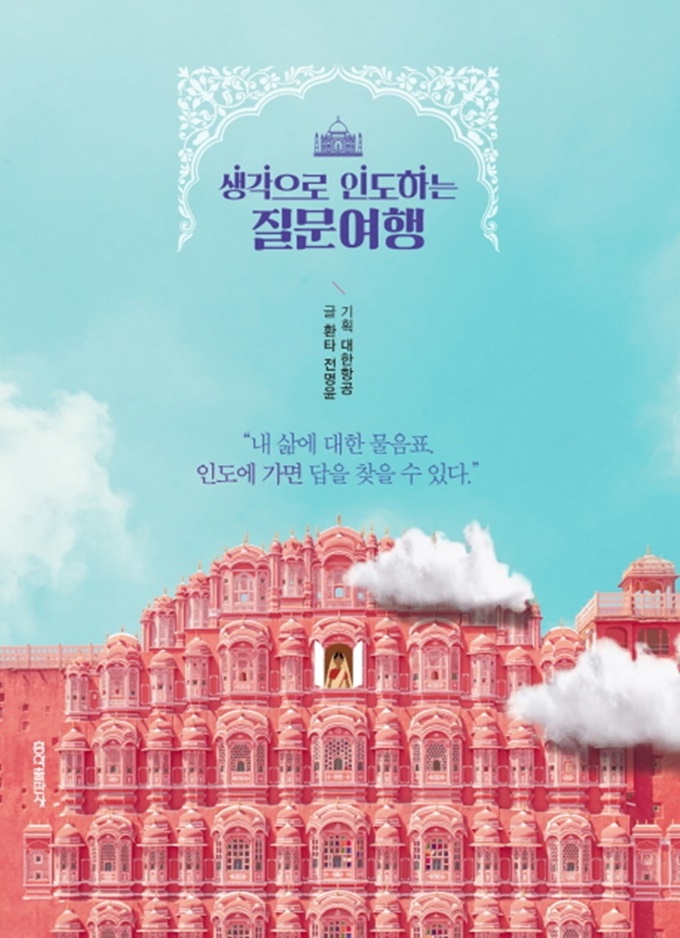 생각으로 인도하는
질문여행
기획 대한항공
글 환타 전명윤
“내 삶에 대한 물음표,
인도에 가면 답을 찾을 수 있다.”